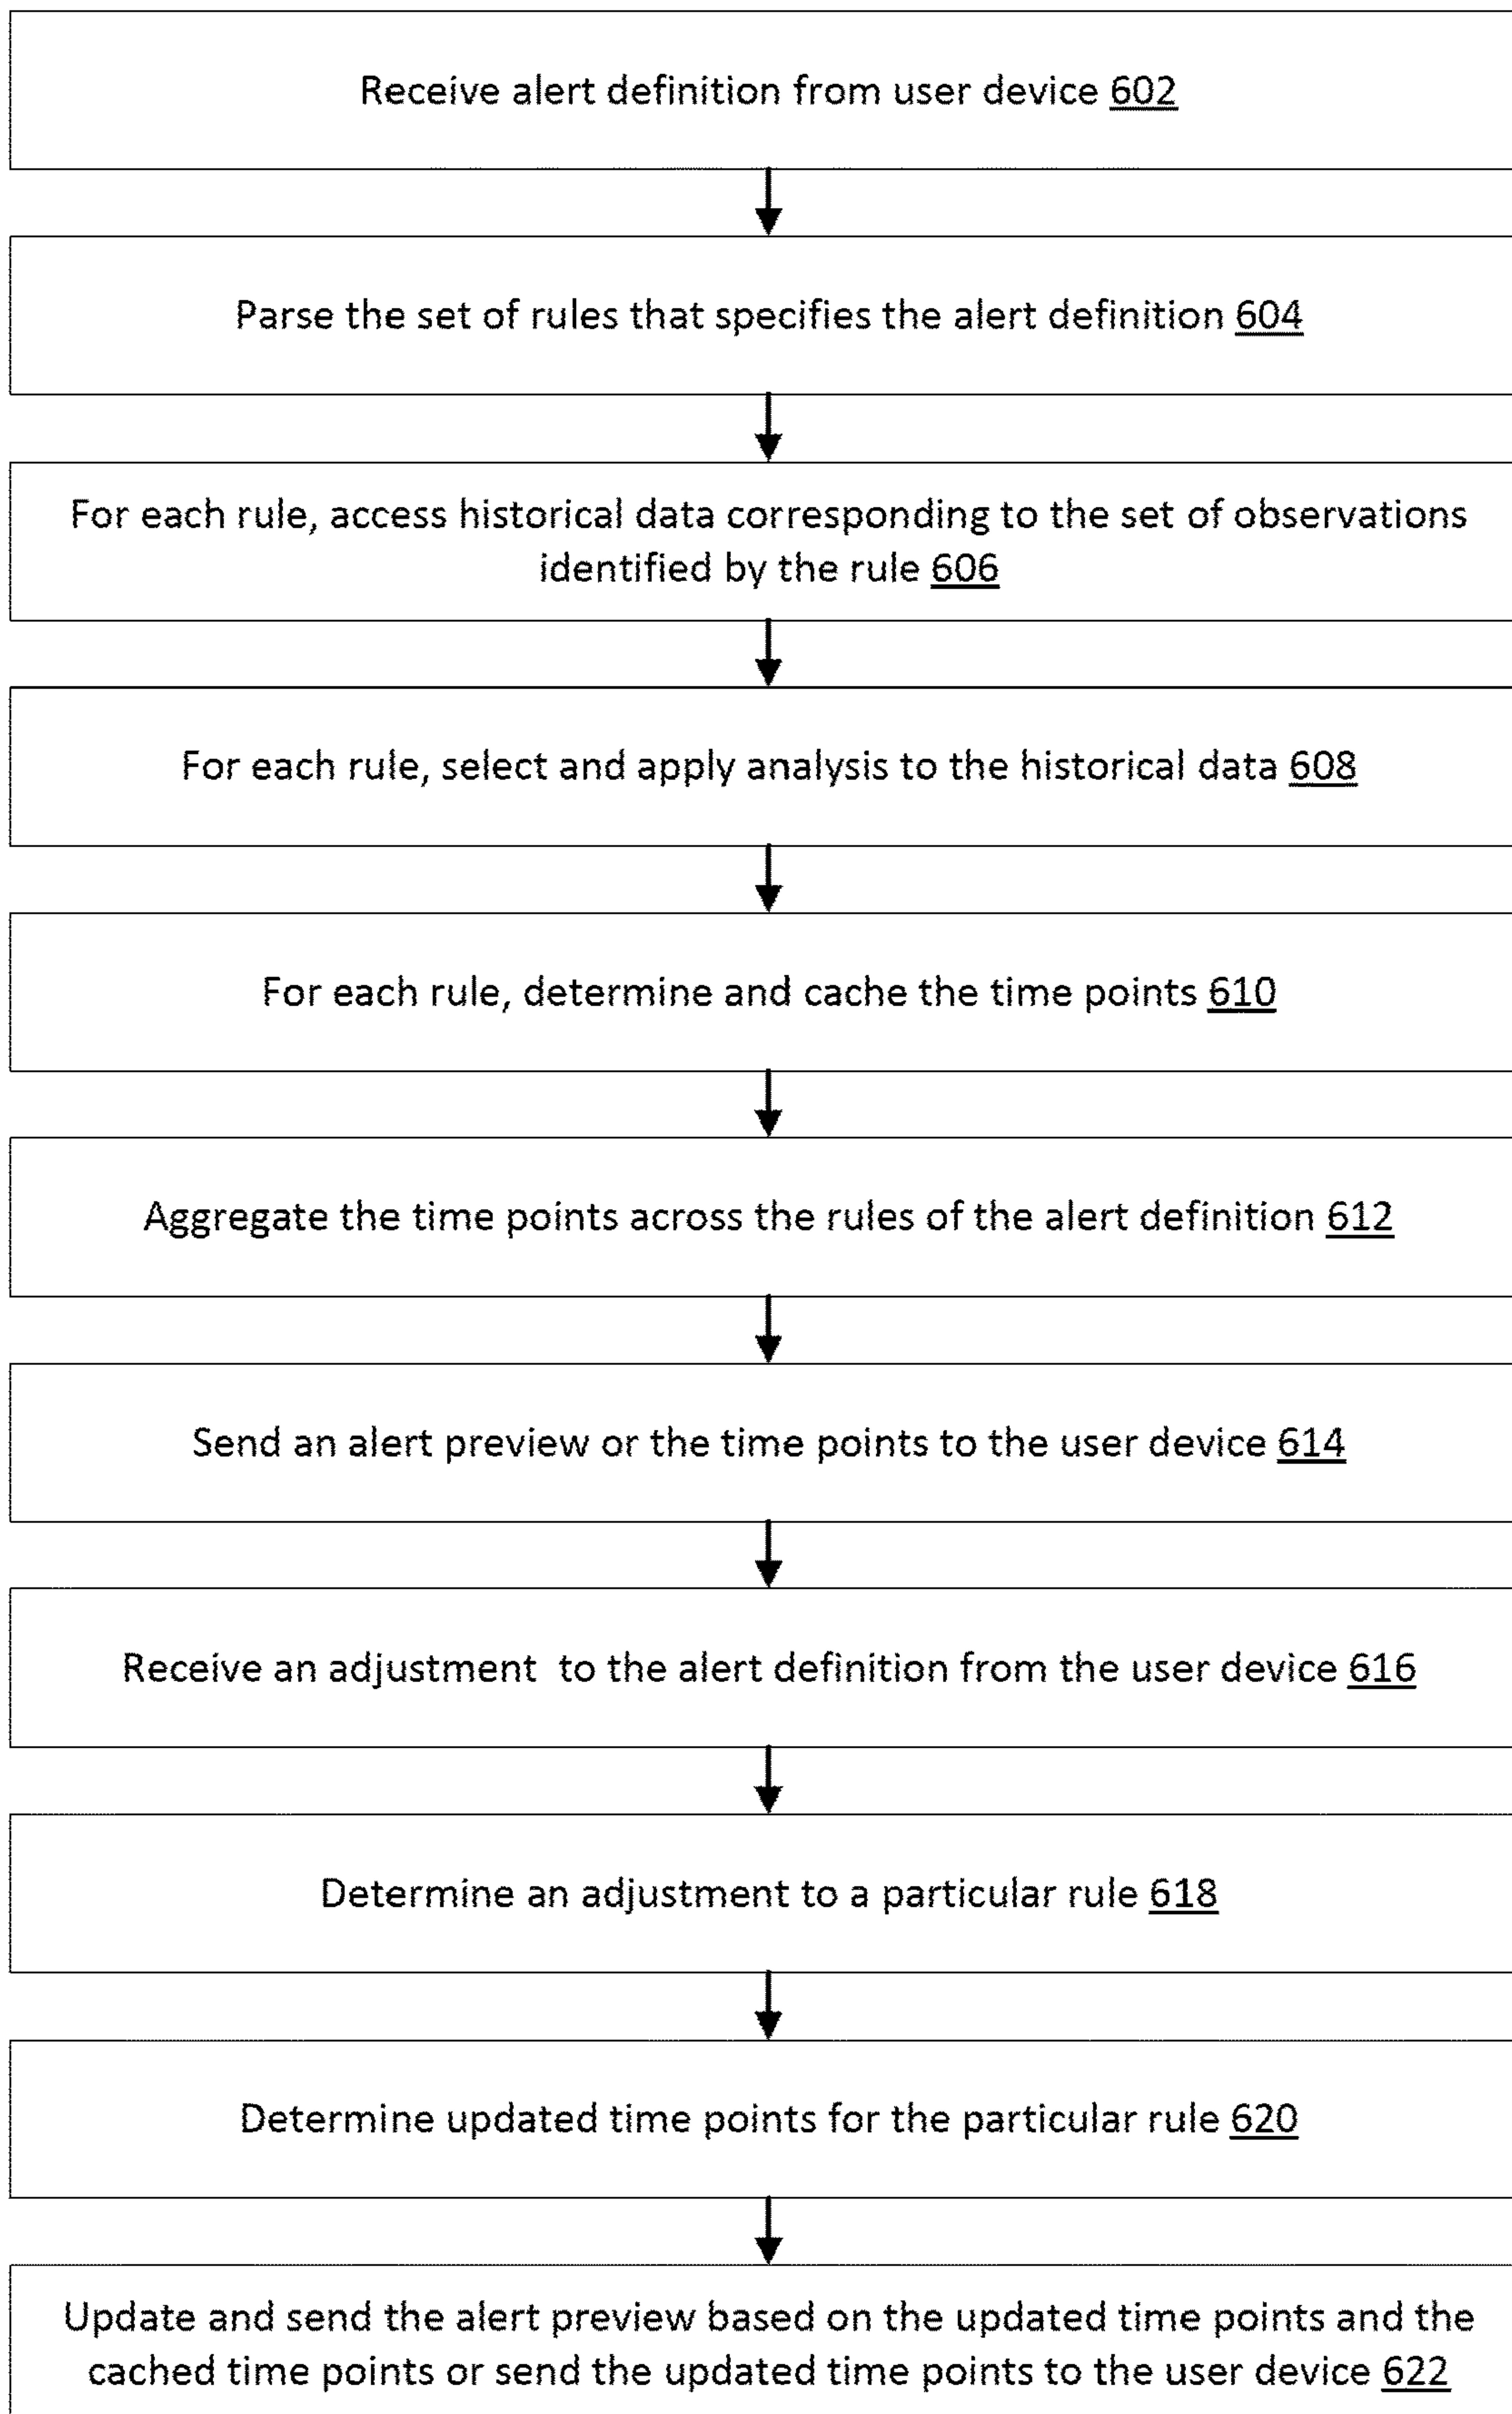 Receive alert definition from user device 602
Parse the set of rules that specifies the alert definition 604
For each rule, access historical data corresponding to the set of observations
identified by the rule 606
For each rule, select and apply analysis to the historical data 608
For each rule, determine and cache the time points 610
Aggregate the time points across the rules of the alert definition 612
Send an alert preview or the time points to the user device 614
Receive an adjustment  to the alert definition from the user device 616
Determine an adjustment to a particular rule 618
Determine updated time points for the particular rule 620
Update and send the alert preview based on the updated time points and the
cached time points or send the updated time points to the user device 622